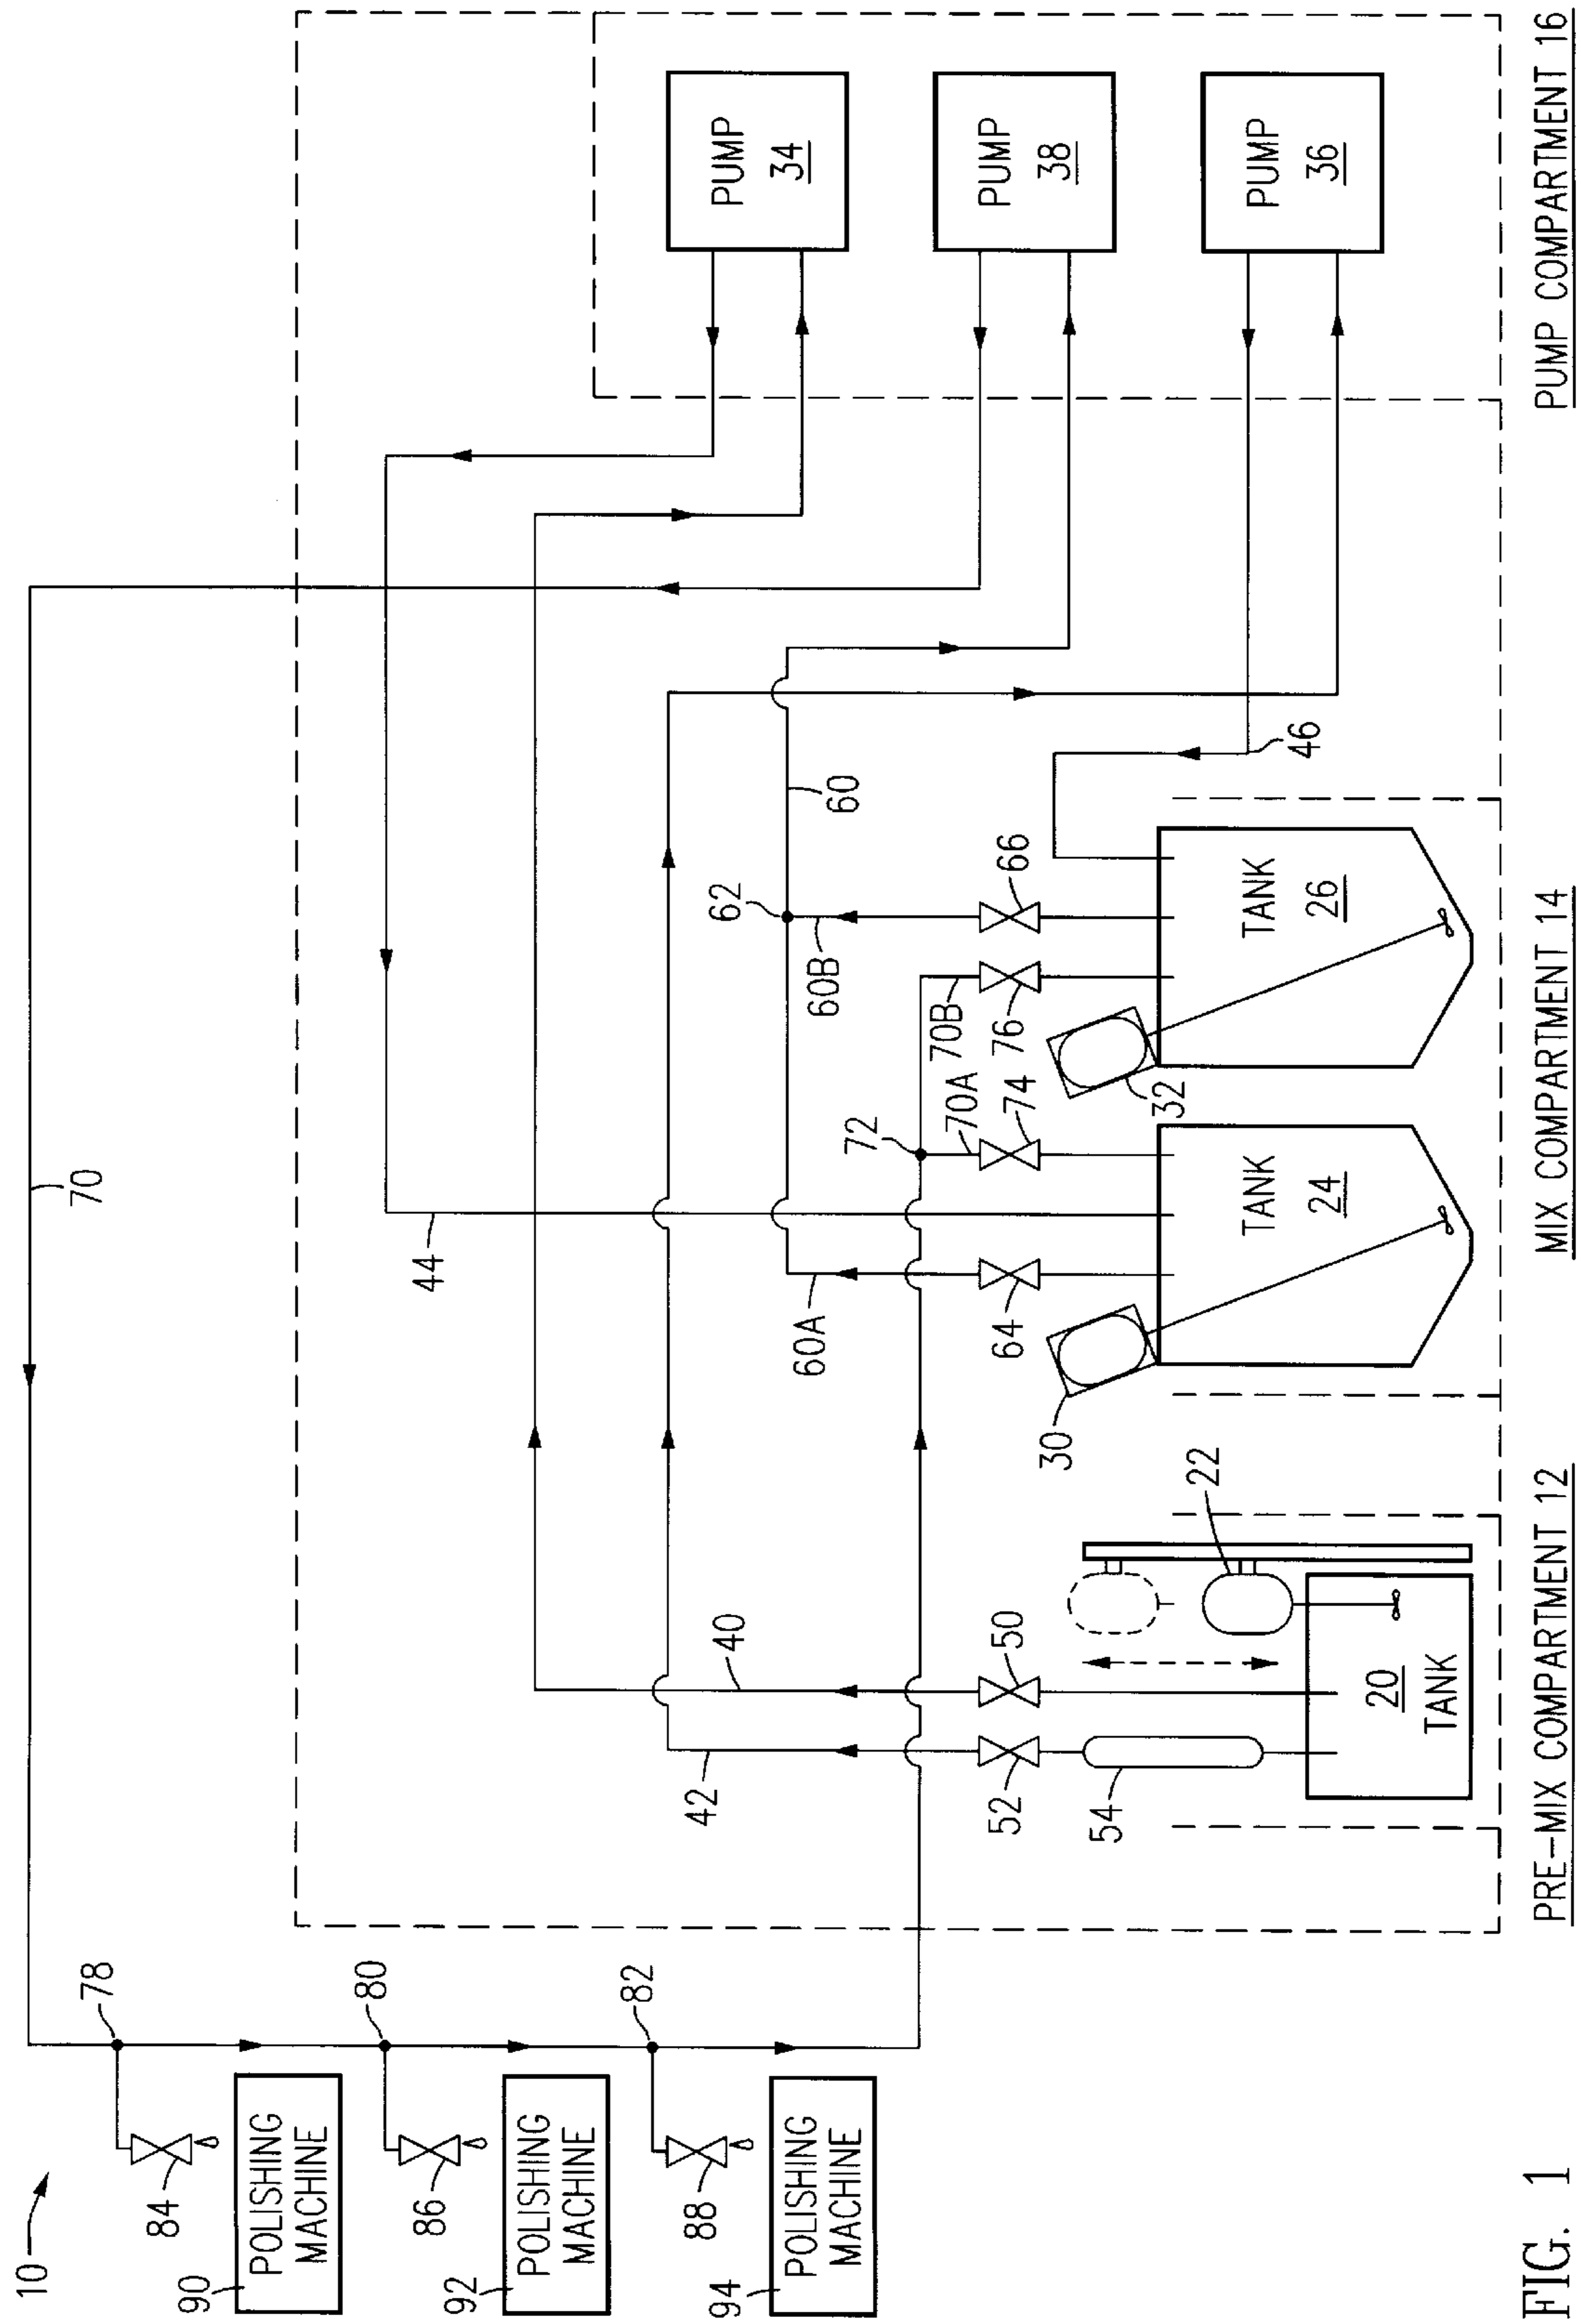 10
70
78
80
82
84
86
88
90
POLISHING
MACHINE
92
POLISHING
MACHINE
94
POLISHING
MACHINE
44
42
40
60A
60B
60
62
70A
70B
72
64
74
76
66
46
52
50
54
22
30
32
20
TANK
TANK
24
TANK
26
PUMP
34
PUMP
38
PUMP
36
PRE-MIX COMPARTMENT 12
MIX COMPARTMENT 14
PUMP COMPARTMENT 16
FIG. 1